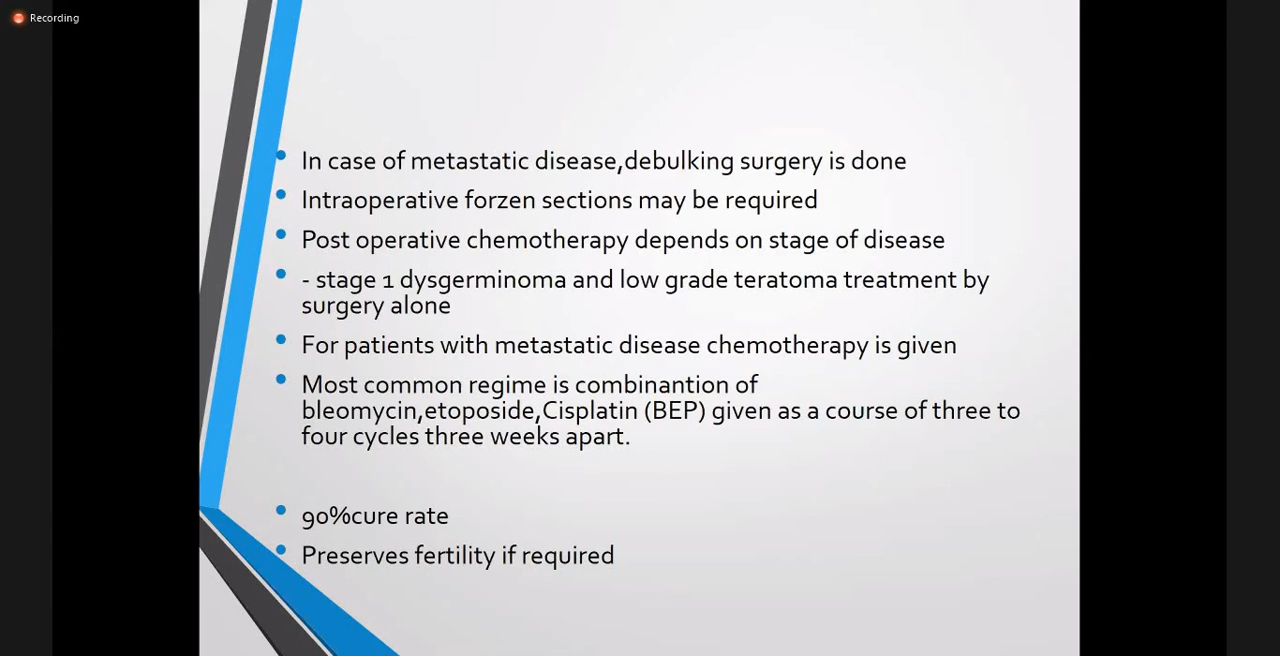 Recording
In case of metastatic disease,debulking surgery is done
Intraoperative forzen sections may be required
Post operative chemotherapy depends on stage of disease
- stage 1 dysgerminoma and low grade teratoma treatment by
surgery alone
For patients with metastatic disease chemotherapy is given
Most common regime is combinantion of
bleomycin,etoposide,Cisplatin (BEP) given as a course of three to
four cycles three weeks apart.
90%cure rate
Preserves fertility if required